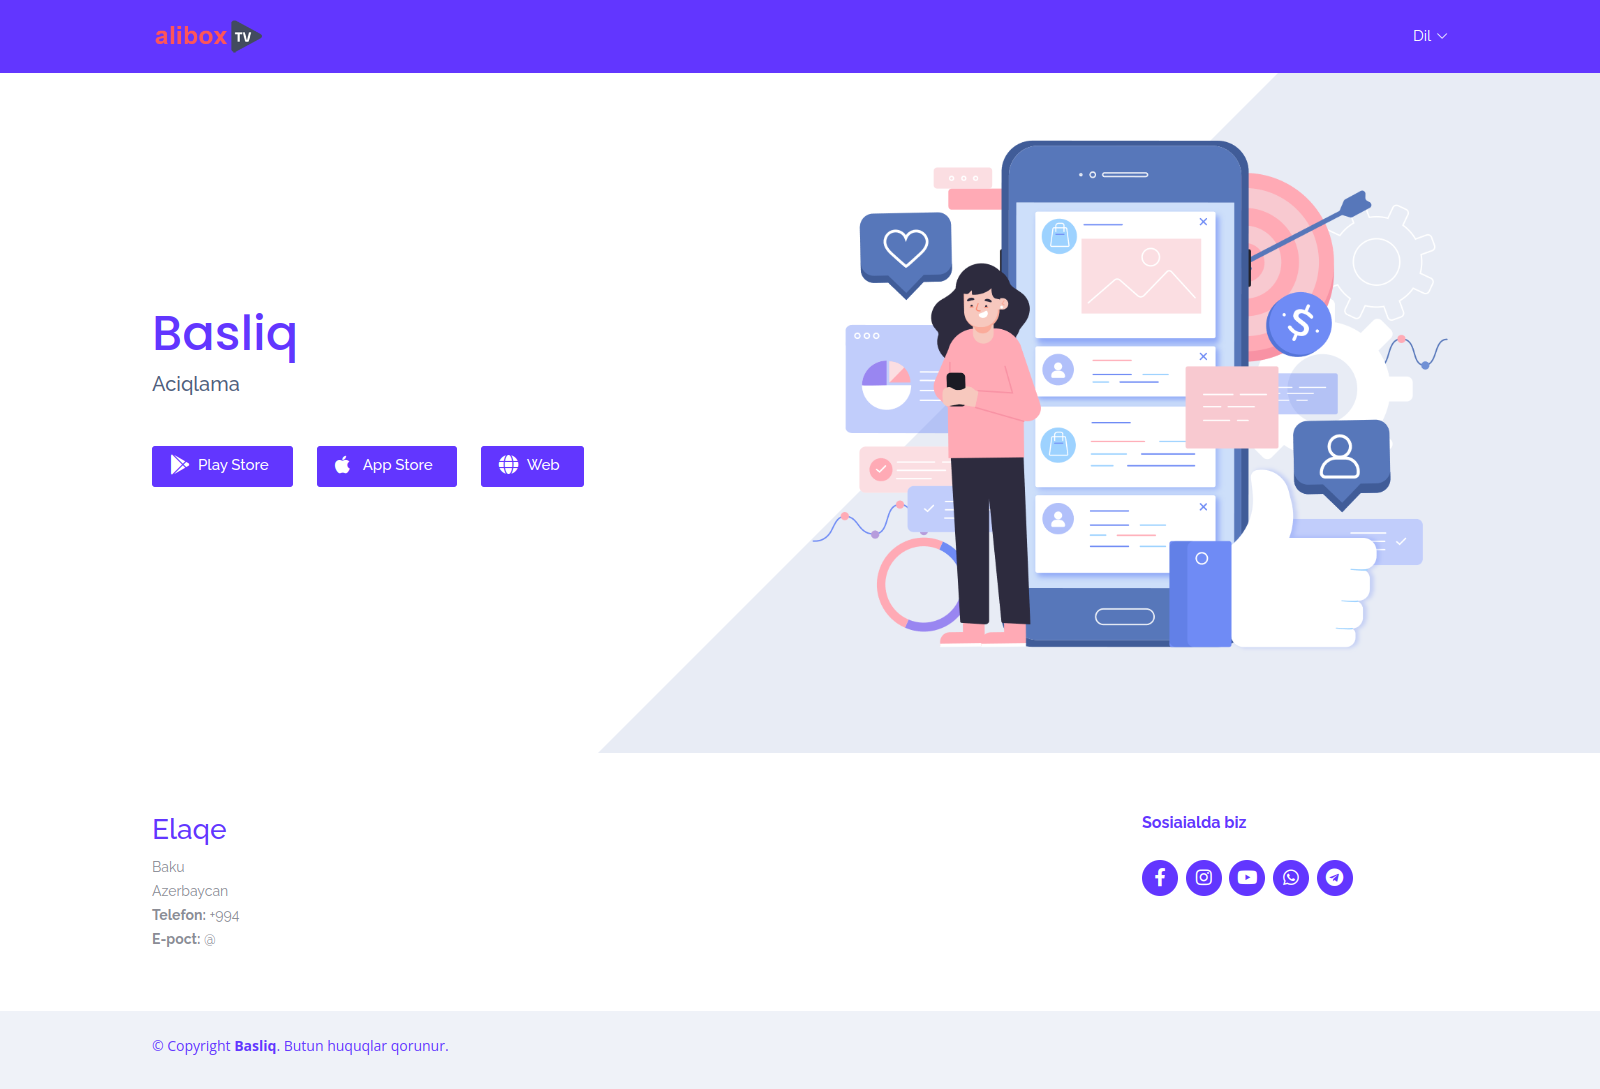 alibox TV
Dil
Basliq
Aciqlama
Play Store
App Store
Web
Elaqe
Baku
Azerbaycan
Telefon: +994
E-poct: @
Sosiaialda biz
© Copyright Basliq. Butun huquqlar qorunur.